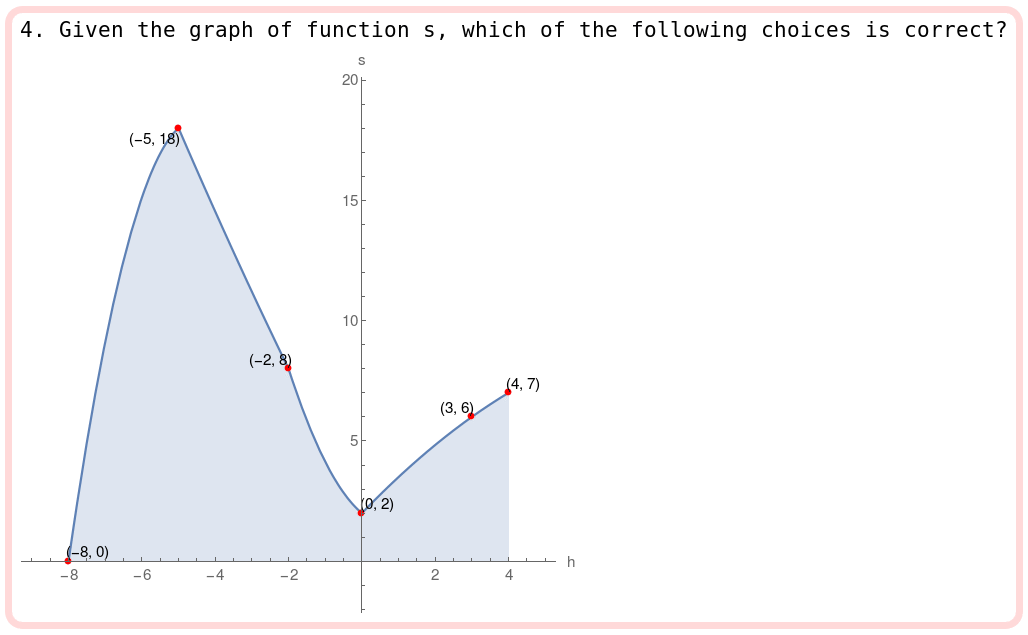 4. Given the graph of function s, which of the following choices is correct?
s
20
(−5, 18)
15
10
(−2, 8)
(4, 7)
(3, 6)
5
(0, 2)
(−8, 0)
h
−8 −6 −4 −2 2 4